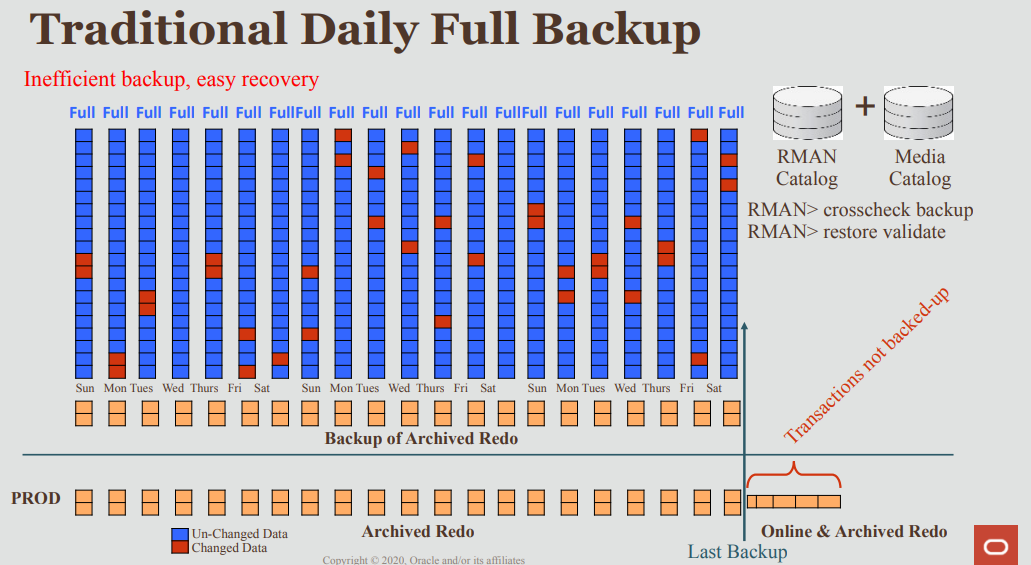 Traditional Daily Full Backup
Inefficient backup, easy recovery
Full Full Full Full Full Full Full Full Full Full Full Full Full Full Full Full Full Full Full Full Full
+
RMAN Catalog
Media Catalog
RMAN> crosscheck backup
RMAN> restore validate
Sun Mon Tues Wed Thurs Fri Sat Sun Mon Tues Wed Thurs Fri Sat Sun Mon Tues Wed Thurs Fri Sat
Backup of Archived Redo
Transactions not backed-up
PROD
Un-Changed Data
Changed Data
Archived Redo
Online & Archived Redo
Last Backup
Copyright © 2020, Oracle and/or its affiliates